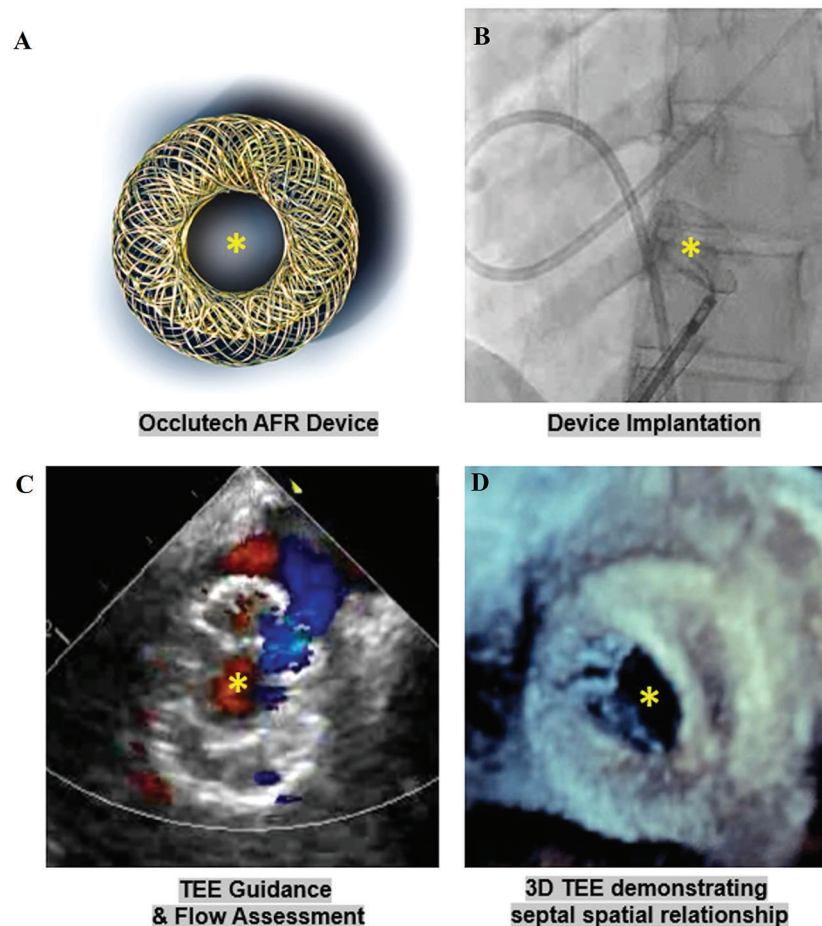 A
B
Occlutech AFR Device
Device Implantation
C
D
TEE Guidance
& Flow Assessment
3D TEE demonstrating
septal spatial relationship